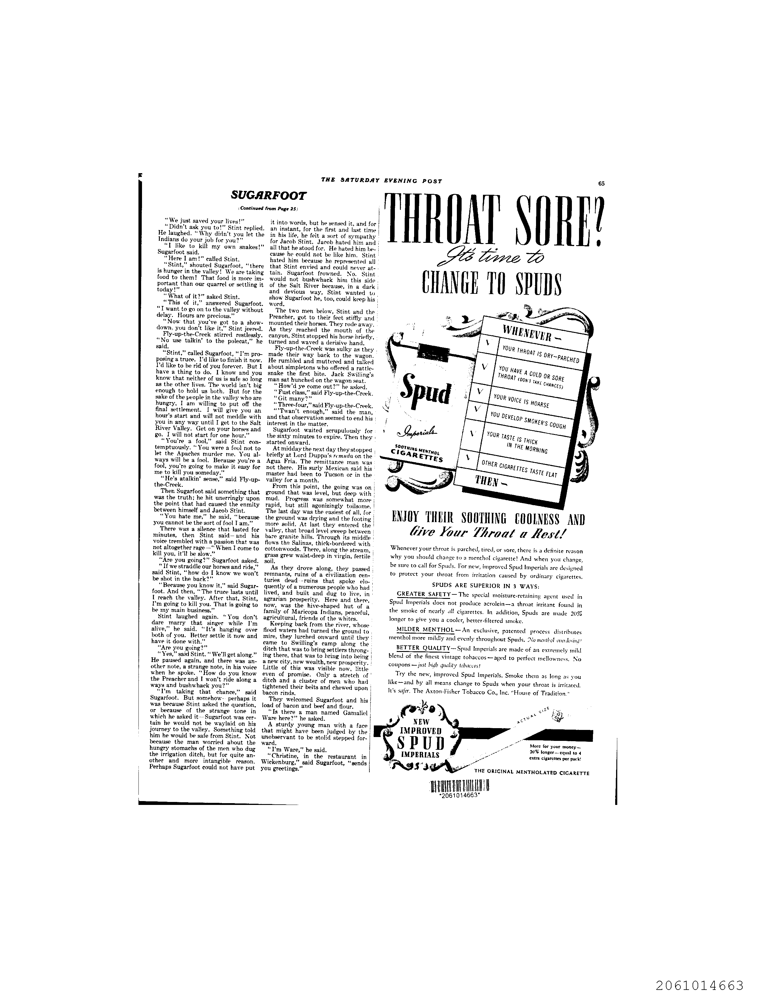 THE SATURDAY EVENING POST
65
SUGARFOOT
(Continued from Page 25)
"We just saved your lives!"
"Didn't ask you to!" Stint replied.
He laughed. "Why didn't you let the
Indians do your job for you?"
"I like to kill my own snakes!"
Sugarfoot said.
"Here I am!" called Stint.
"Stint," shouted Sugarfoot, "there
is hunger in the valley! We are taking
food to them! That food is more im-
portant than our quarrel or settling it
today!"
"What of it?" asked Stint.
"This of it," answered Sugarfoot.
"I want to go on to the valley without
delay. Hours are precious."
"Now that you've got to a show-
down, you don't like it," Stint jeered.
Fly-up-the-Creek stirred restlessly.
"No use talkin' to the polecat," he
said.
"Stint," called Sugarfoot, "I'm pro-
posing a truce. I'd like to finish it now.
I'd like to be rid of you forever. But I
have a thing to do. I know and you
know that neither of us is safe so long
as the other lives. The world isn't big
enough to hold us both. But for the
sake of the people in the valley who are
hungry, I am willing to put off the
final settlement. I will give you an
hour's start and will not meddle with
you in any way until I get to the Salt
River Valley. Get on your horses and
go. I will not start for one hour."
"You're a fool," said Stint con-
temptuously. "You were a fool not to
let the Apaches murder me. You al-
ways will be a fool. Because you're a
fool, you're going to make it easy for
me to kill you someday."
"He's atalkin' sense," said Fly-up-
the-Creek.
Then Sugarfoot said something that
was the truth; he hit unerringly upon
the point that had caused the enmity
between himself and Jacob Stint.
"You hate me," he said, "because
you cannot be the sort of fool I am."
There was a silence that lasted for
minutes, then Stint said—and his
voice trembled with a passion that was
not altogether rage—"When I come to
kill you, it'll be slow."
"Are you going?" Sugarfoot asked.
"If we straddle our horses and ride,"
said Stint, "how do I know we won't
be shot in the back?"
"Because you know it," said Sugar-
foot. And then, "The truce lasts until
I reach the valley. After that, Stint,
I'm going to kill you. That is going to
be my main business."
Stint laughed again. "You don't
dare marry that singer while I'm
alive," he said. "It's hanging over
both of you. Better settle it now and
have it done with."
"Are you going?"
"Yes," said Stint. "We'll get along."
He paused again, and there was an-
other note, a strange note, in his voice
when he spoke. "How do you know
the Preacher and I won't ride along a
ways and bushwhack you?"
"I'm taking that chance," said
Sugarfoot. But somehow—perhaps it
was because Stint asked the question,
or because of the strange tone in
which he asked it—Sugarfoot was cer-
tain he would not be waylaid on his
journey to the valley. Something told
him he would be safe from Stint. Not
because the man worried about the
hungry stomachs of the men who dug
the irrigation ditch, but for quite an-
other and more intangible reason.
Perhaps Sugarfoot could not have put
it into words, but he sensed it, and for
an instant, for the first and last time
in his life, he felt a sort of sympathy
for Jacob Stint. Jacob hated him and
all that he stood for. He hated him be-
cause he could not be like him. Stint
hated him because he represented all
that Stint envied and could never at-
tain. Sugarfoot frowned. No. Stint
would not bushwhack him this side
of the Salt River because, in a dark
and devious way, Stint wanted to
show Sugarfoot he, too, could keep his
word.
The two men below, Stint and the
Preacher, got to their feet stiffly and
mounted their horses. They rode away.
As they reached the mouth of the
canyon, Stint stopped his horse briefly,
turned and waved a derisive hand.
Fly-up-the-Creek was sulky as they
made their way back to the wagon.
He rumbled and muttered and talked
about simpletons who offered a rattle-
snake the first bite. Jack Swilling's
man sat hunched on the wagon seat.
"How'd ye come out?" he asked.
"Fust class," said Fly-up-the-Creek.
"Git many?"
"Three-four," said Fly-up-the-Creek.
"'Twan't enough," said the man,
and that observation seemed to end his
interest in the matter.
Sugarfoot waited scrupulously for
the sixty minutes to expire. Then they
started onward.
At midday the next day they stopped
briefly at Lord Duppa's camp on the
Agua Fria. The remittance man was
not there. His surly Mexican said his
master had been to Tucson or in the
valley for a month.
From this point, the going was on
ground that was level, but deep with
mud. Progress was somewhat more
rapid, but still agonizingly toilsome.
The last day was the easiest of all, for
the ground was drying and the footing
more solid. At last they entered the
valley, that broad level sweep between
bare granite hills. Through its middle
flows the Salinas, thick-bordered with
cottonwoods. There, along the stream,
grass grew waist-deep in virgin, fertile
soil.
As they drove along, they passed
remnants, ruins of a civilization cen-
turies dead—ruins that spoke elo-
quently of a numerous people who had
lived, and built and dug to live, in
agrarian prosperity. Here and there,
now, was the hive-shaped hut of a
family of Maricopa Indians, peaceful,
agricultural, friends of the whites.
Keeping back from the river, whose
flood waters had turned the ground to
mire, they lurched onward until they
came to Swilling's camp along the
ditch that was to bring settlers throng-
ing there, that was to bring into being
a new city, new wealth, new prosperity.
Little of this was visible now, little
even of promise. Only a stretch of
ditch and a cluster of men who had
tightened their belts and chewed upon
bacon rinds.
They welcomed Sugarfoot and his
load of bacon and beef and flour.
"Is there a man named Gamaliel
Ware here?" he asked.
A sturdy young man with a face
that might have been judged by the
unobservant to be stolid stepped for-
ward.
"I'm Ware," he said.
"Christine, in the restaurant in
Wickenburg," said Sugarfoot, "sends
you greetings."
THROAT SORE?
It's time to
CHANGE TO SPUDS
WHENEVER—
√ YOUR THROAT IS DRY-PARCHED
√ YOU HAVE A COLD OR SORE
THROAT (DON'T TAKE CHANCES)
√ YOUR VOICE IS HOARSE
√ YOU DEVELOP SMOKER'S COUGH
√ YOUR TASTE IS THICK
IN THE MORNING
√ OTHER CIGARETTES TASTE FLAT
THEN—
Spud
Imperials
SOOTHING MENTHOL
CIGARETTES
ENJOY THEIR SOOTHING COOLNESS AND
Give Your Throat a Rest!
Whenever your throat is parched, tired, or sore, there is a definite reason
why you should change to a menthol cigarette! And when you change,
be sure to call for Spuds. For new, improved Spud Imperials are designed
to protect your throat from irritation caused by ordinary cigarettes.
SPUDS ARE SUPERIOR IN 3 WAYS:
GREATER SAFETY—The special moisture-retaining agent used in
Spud Imperials does not produce acrolein—a throat irritant found in
the smoke of nearly all cigarettes. In addition, Spuds are made 20%
longer to give you a cooler, better-filtered smoke.
MILDER MENTHOL—An exclusive, patented process distributes
menthol more mildly and evenly throughout Spuds. No menthol over-dosing!
BETTER QUALITY—Spud Imperials are made of an extremely mild
blend of the finest vintage tobaccos—aged to perfect mellowness. No
coupons—just high quality tobaccos!
Try the new, improved Spud Imperials. Smoke them as long as you
like—and by all means change to Spuds when your throat is irritated.
It's safer. The Axton-Fisher Tobacco Co., Inc. "House of Tradition."
NEW
IMPROVED
SPUD
IMPERIALS
ACTUAL SIZE
More for your money—
20% longer—equal to 4
extra cigarettes per pack!
THE ORIGINAL MENTHOLATED CIGARETTE
*2061014663*
2061014663